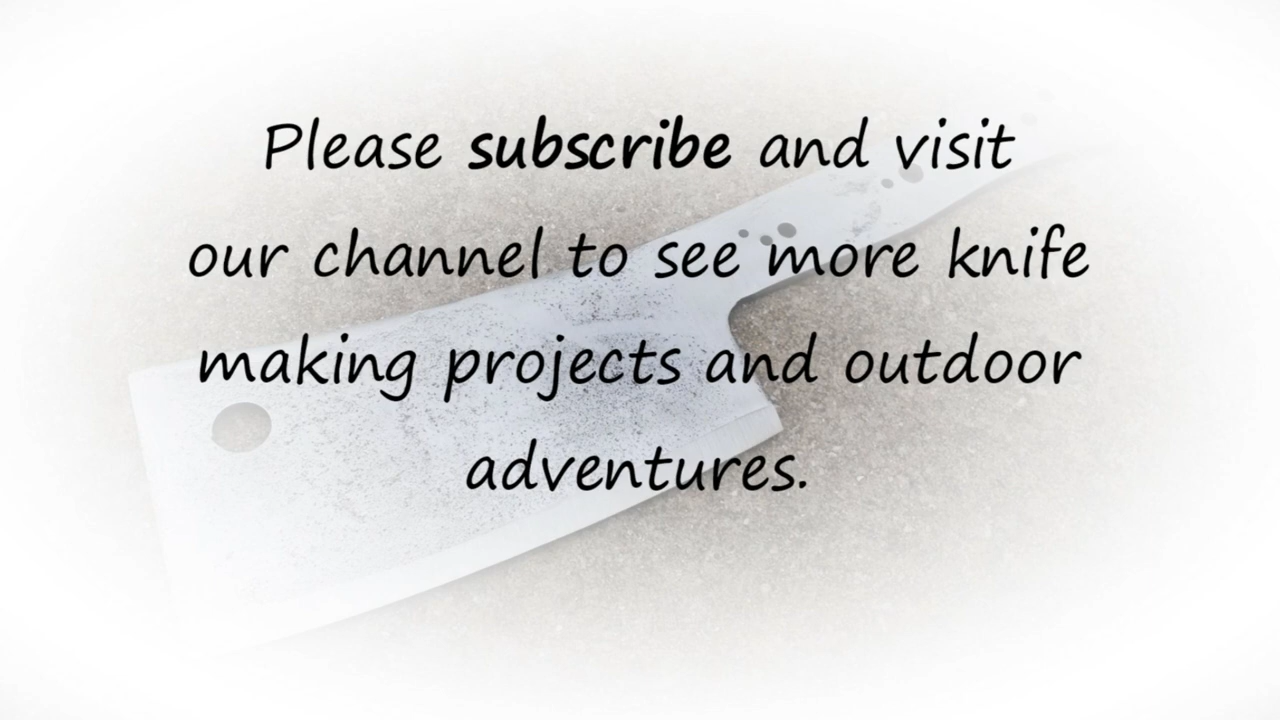 Please subscribe and visit
our channel to see more knife
making projects and outdoor
adventures.